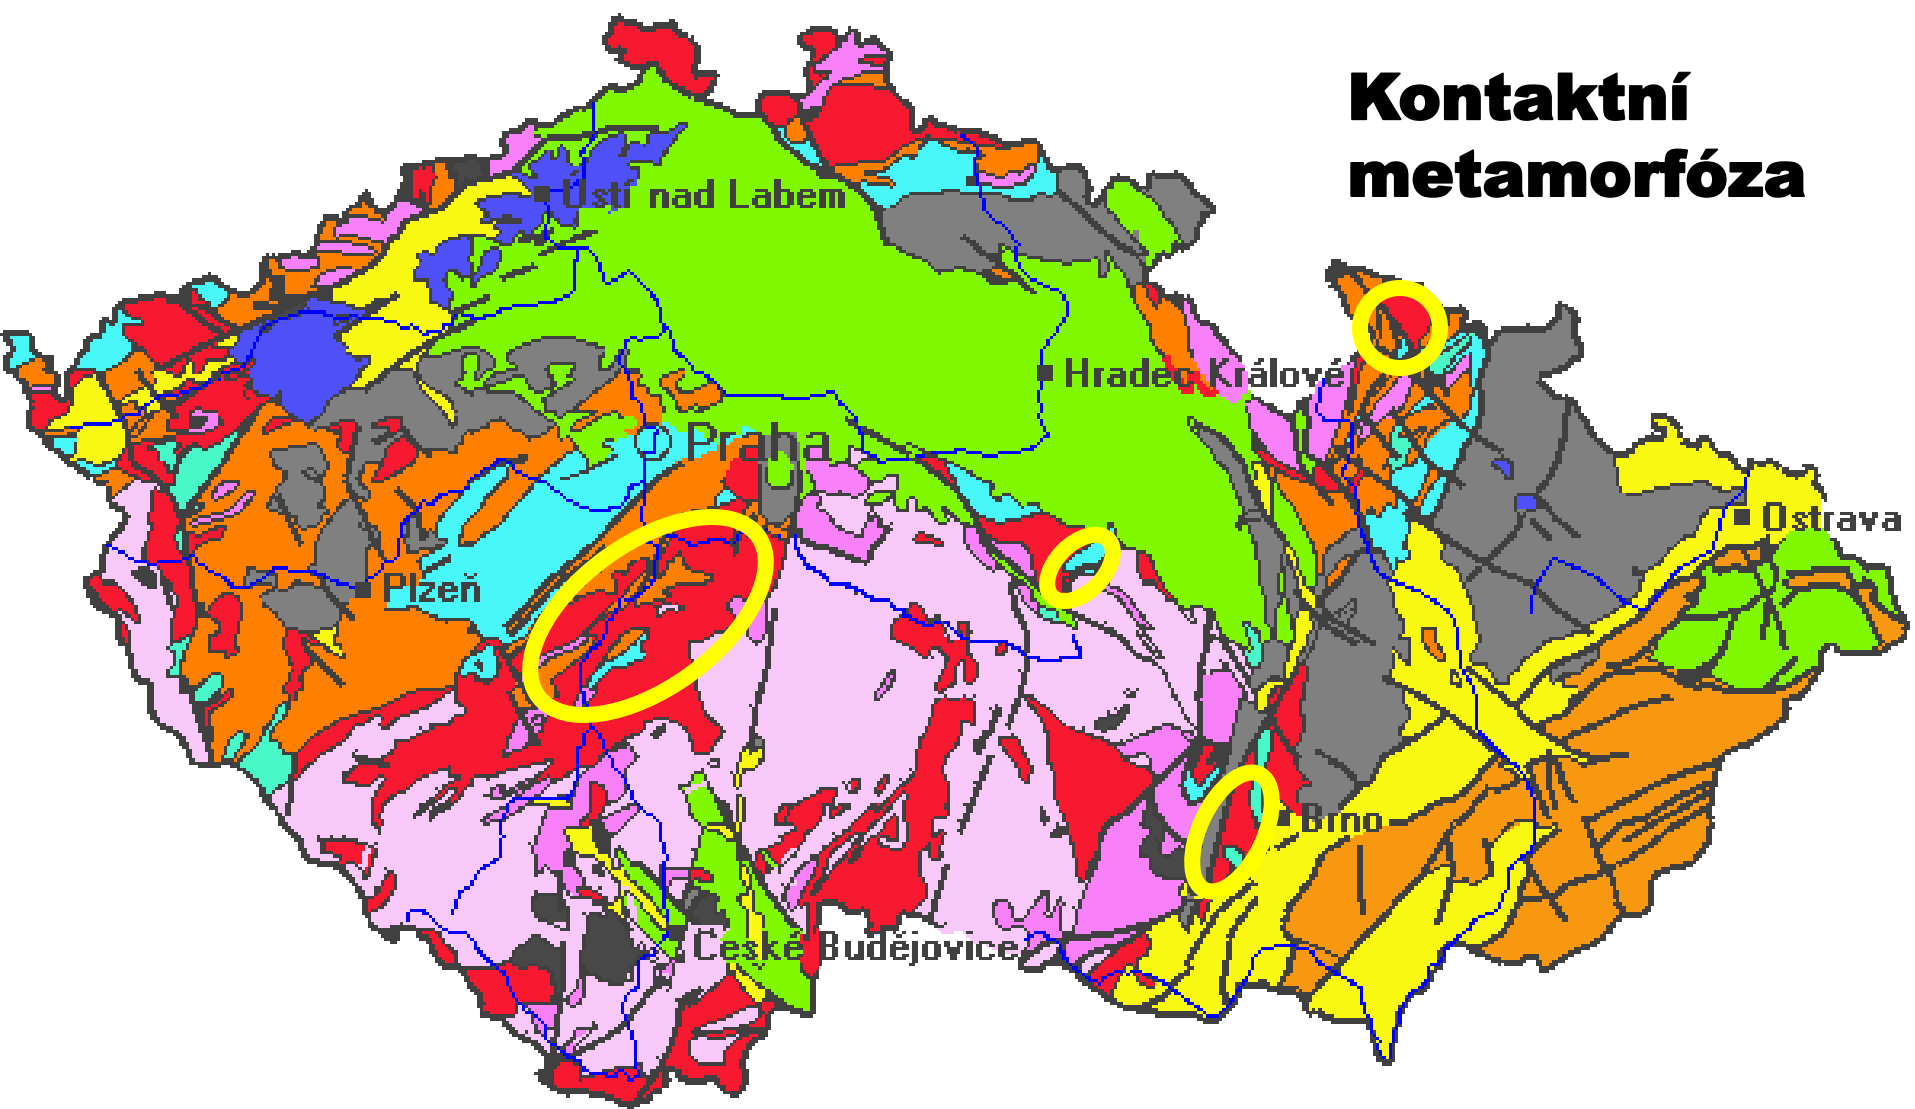 Kontaktní
metamorfóza
Ústí nad Labem
Hradec Králové
Praha
Ostrava
Plzeň
Brno
České Budějovice